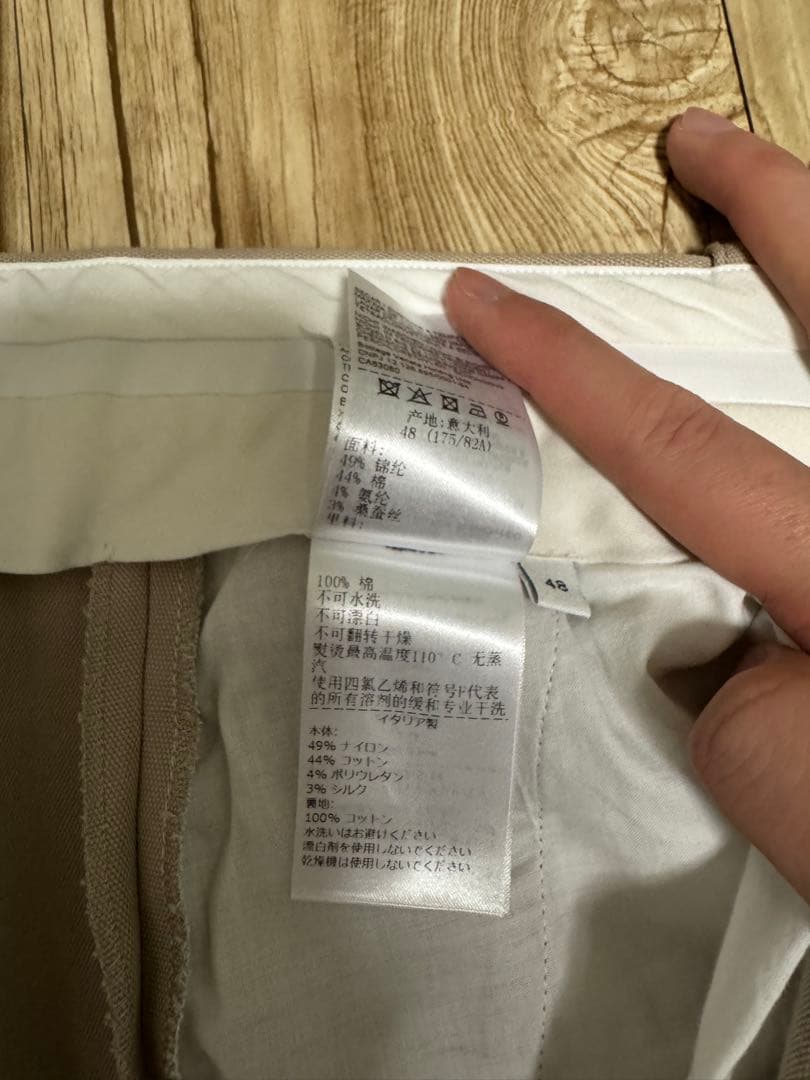 CA53080
产地:意大利
48 (175/82A)
面料:
49% 锦纶
44% 棉
4% 氨纶
3% 桑蚕丝
里料:
100% 棉
不可水洗
不可漂白
不可翻转干燥
熨烫最高温度110° C 无蒸
汽
使用四氯乙烯和符号F代表
的所有溶剂的缓和专业干洗
イタリア製
本体:
49% ナイロン
44% コットン
4% ポリウレタン
3% シルク
裏地:
100% コットン
水洗いはお避けください
漂白剤を使用しないでください
乾燥機は使用しないでください
48